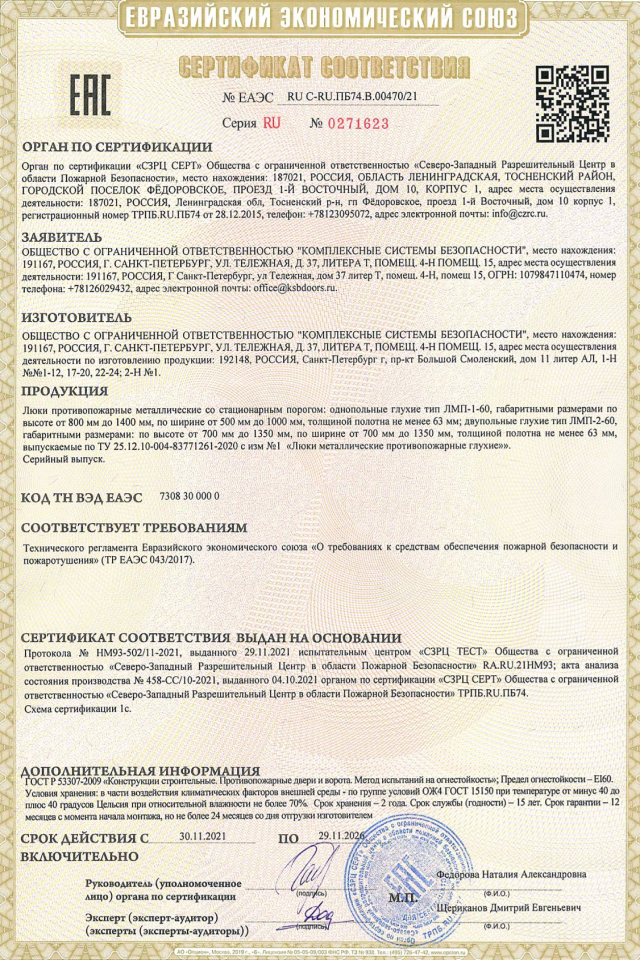 ЕВРАЗИЙСКИЙ ЭКОНОМИЧЕСКИЙ СОЮЗ
СЕРТИФИКАТ СООТВЕТСТВИЯ
ЕАС
№ ЕАЭС RU С-RU.ПБ74.В.00470/21
Серия RU № 0271623
ОРГАН ПО СЕРТИФИКАЦИИ
Орган по сертификации «СЗРЦ СЕРТ» Общества с ограниченной ответственностью «Северо-Западный Разрешительный Центр в
области Пожарной Безопасности», место нахождения: 187021, РОССИЯ, ОБЛАСТЬ ЛЕНИНГРАДСКАЯ, ТОСНЕНСКИЙ РАЙОН,
ГОРОДСКОЙ ПОСЕЛОК ФЁДОРОВСКОЕ, ПРОЕЗД 1-Й ВОСТОЧНЫЙ, ДОМ 10, КОРПУС 1, адрес места осуществления
деятельности: 187021, РОССИЯ, Ленинградская обл, Тосненский р-н, гп Фёдоровское, проезд 1-й Восточный, дом 10 корпус 1,
регистрационный номер ТРПБ.RU.ПБ74 от 28.12.2015, телефон: +78123095072, адрес электронной почты: info@czrc.ru.
ЗАЯВИТЕЛЬ
ОБЩЕСТВО С ОГРАНИЧЕННОЙ ОТВЕТСТВЕННОСТЬЮ "КОМПЛЕКСНЫЕ СИСТЕМЫ БЕЗОПАСНОСТИ", место нахождения:
191167, РОССИЯ, Г. САНКТ-ПЕТЕРБУРГ, УЛ. ТЕЛЕЖНАЯ, Д. 37, ЛИТЕРА Т, ПОМЕЩ. 4-Н ПОМЕЩ. 15, адрес места осуществления
деятельности: 191167, РОССИЯ, Г Санкт-Петербург, ул Тележная, дом 37 литер Т, помещ. 4-Н, помещ 15, ОГРН: 1079847110474, номер
телефона: +78126029432, адрес электронной почты: office@ksbdoors.ru.
ИЗГОТОВИТЕЛЬ
ОБЩЕСТВО С ОГРАНИЧЕННОЙ ОТВЕТСТВЕННОСТЬЮ "КОМПЛЕКСНЫЕ СИСТЕМЫ БЕЗОПАСНОСТИ", место нахождения:
191167, РОССИЯ, Г. САНКТ-ПЕТЕРБУРГ, УЛ. ТЕЛЕЖНАЯ, Д. 37, ЛИТЕРА Т, ПОМЕЩ. 4-Н ПОМЕЩ. 15, адрес места осуществления
деятельности по изготовлению продукции: 192148, РОССИЯ, Санкт-Петербург г, пр-кт Большой Смоленский, дом 11 литер АЛ, 1-Н
№№1-12, 17-20, 22-24; 2-Н №1.
ПРОДУКЦИЯ
Люки противопожарные металлические со стационарным порогом: однопольные глухие тип ЛМП-1-60, габаритными размерами по
высоте от 800 мм до 1400 мм, по ширине от 500 мм до 1000 мм, толщиной полотна не менее 63 мм; двупольные глухие тип ЛМП-2-60,
габаритными размерами: по высоте от 700 мм до 1350 мм, по ширине от 700 мм до 1350 мм, толщиной полотна не менее 63 мм,
выпускаемые по ТУ 25.12.10-004-83771261-2020 с изм №1 «Люки металлические противопожарные глухие»».
Серийный выпуск.
КОД ТН ВЭД ЕАЭС 7308 30 000 0
СООТВЕТСТВУЕТ ТРЕБОВАНИЯМ
Технического регламента Евразийского экономического союза «О требованиях к средствам обеспечения пожарной безопасности и
пожаротушения» (ТР ЕАЭС 043/2017).
СЕРТИФИКАТ СООТВЕТСТВИЯ ВЫДАН НА ОСНОВАНИИ
Протокола № НМ93-502/11-2021, выданного 29.11.2021 испытательным центром «СЗРЦ ТЕСТ» Общества с ограниченной
ответственностью «Северо-Западный Разрешительный Центр в области Пожарной Безопасности» RA.RU.21НМ93; акта анализа
состояния производства № 458-СС/10-2021, выданного 04.10.2021 органом по сертификации «СЗРЦ СЕРТ» Общества с ограниченной
ответственностью «Северо-Западный Разрешительный Центр в области Пожарной Безопасности» ТРПБ.RU.ПБ74.
Схема сертификации 1с.
ДОПОЛНИТЕЛЬНАЯ ИНФОРМАЦИЯ
ГОСТ Р 53307-2009 «Конструкции строительные. Противопожарные двери и ворота. Метод испытаний на огнестойкость»; Предел огнестойкости – EI60.
Условия хранения: в части воздействия климатических факторов внешней среды - по группе условий ОЖ4 ГОСТ 15150 при температуре от минус 40 до
плюс 40 градусов Цельсия при относительной влажности не более 70%. Срок хранения – 2 года. Срок службы (годности) – 15 лет. Срок гарантии – 12
месяцев с момента начала монтажа, но не более 24 месяцев со дня отгрузки изготовителем
СРОК ДЕЙСТВИЯ С 30.11.2021 ПО 29.11.2026
ВКЛЮЧИТЕЛЬНО
Руководитель (уполномоченное
лицо) органа по сертификации
(подпись)
Федорова Наталия Александровна
(Ф.И.О.)
М.П.
Эксперт (эксперт-аудитор)
(эксперты (эксперты-аудиторы))
(подпись)
Щериканов Дмитрий Евгеньевич
(Ф.И.О.)
АО «Опцион», Москва, 2019 г., «Б». Лицензия № 05-05-09/003 ФНС РФ. ТЗ № 938. Тел.: (495) 726-47-42, www.opcion.ru